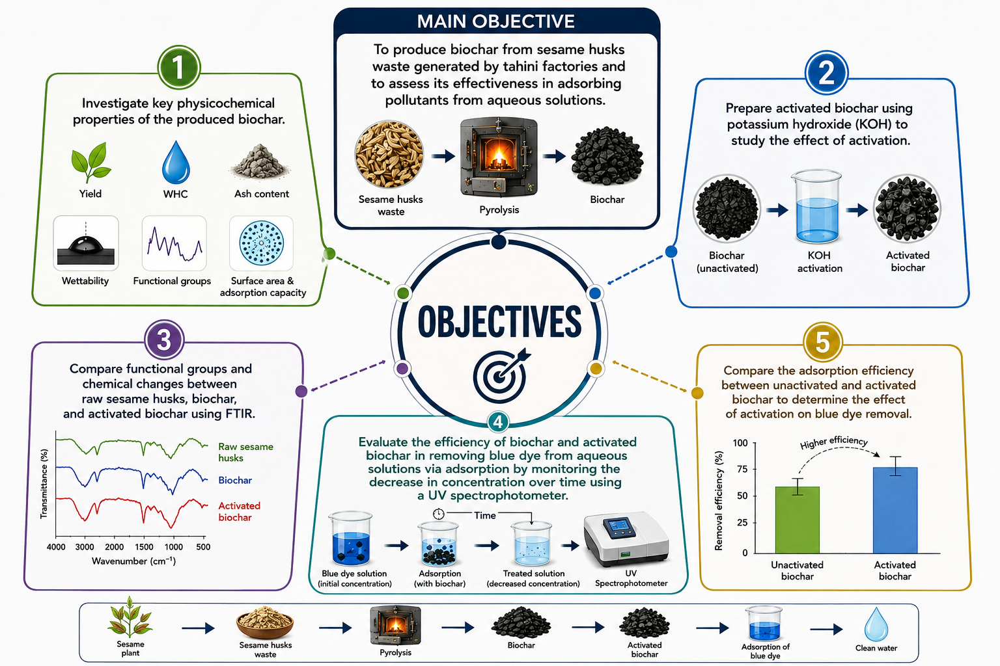 MAIN OBJECTIVE
To produce biochar from sesame husks
waste generated by tahini factories and
to assess its effectiveness in adsorbing
pollutants from aqueous solutions.
Sesame husks
waste
Pyrolysis
Biochar
1
Investigate key physicochemical
properties of the produced biochar.
Yield
WHC
Ash content
Wettability
Functional groups
Surface area &
adsorption capacity
2
Prepare activated biochar using
potassium hydroxide (KOH) to
study the effect of activation.
Biochar
(unactivated)
KOH
activation
Activated
biochar
OBJECTIVES
3
Compare functional groups and
chemical changes between
raw sesame husks, biochar,
and activated biochar using FTIR.
Transmittance (%)
Raw sesame
husks
Biochar
Activated
biochar
4000 3000 2000 1500 1000 500
Wavenumber (cm⁻¹)
4
Evaluate the efficiency of biochar and activated
biochar in removing blue dye from aqueous
solutions via adsorption by monitoring the
decrease in concentration over time using
a UV spectrophotometer.
Time
Blue dye solution
(initial concentration)
Adsorption
(with biochar)
Treated solution
(decreased concentration)
UV
Spectrophotometer
5
Compare the adsorption efficiency
between unactivated and activated
biochar to determine the effect
of activation on blue dye removal.
Removal efficiency (%)
100
75
50
25
0
Higher efficiency
Unactivated
biochar
Activated
biochar
Sesame
plant
Sesame husks
waste
Pyrolysis
Biochar
Activated
biochar
Adsorption of
blue dye
Clean water